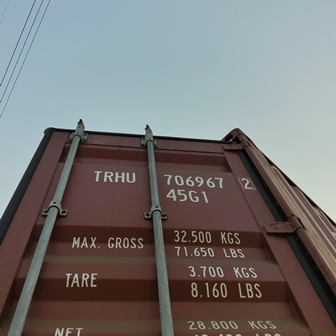 TRHU 706967 2
45G1
MAX. GROSS 32.500 KGS
71.650 LBS
TARE 3.700 KGS
8.160 LBS
NET 28.800 KGS
LBS